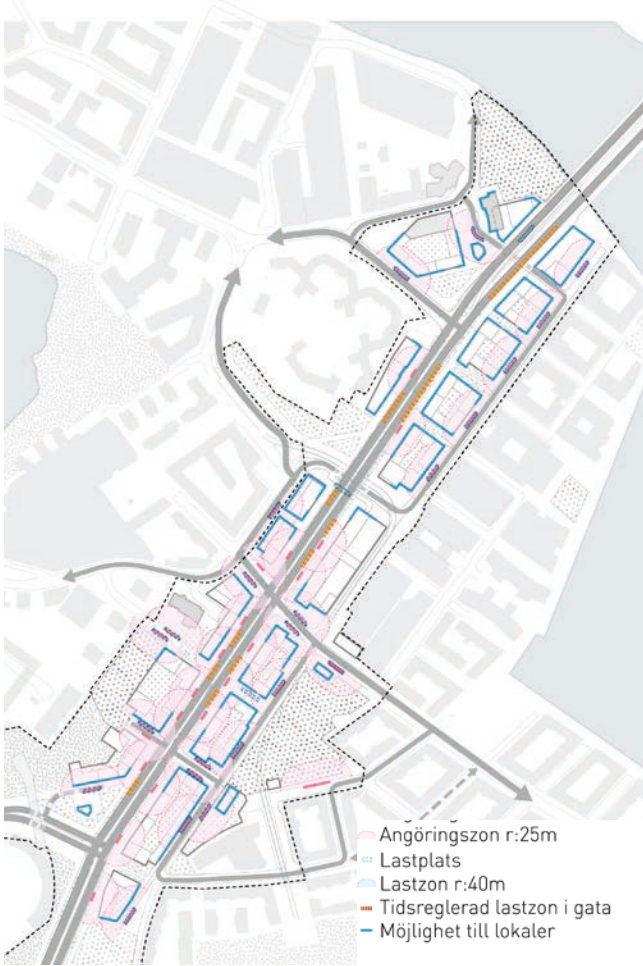 Angöringszon r:25m
Lastplats
Lastzon r:40m
Tidsreglerad lastzon i gata
Möjlighet till lokaler